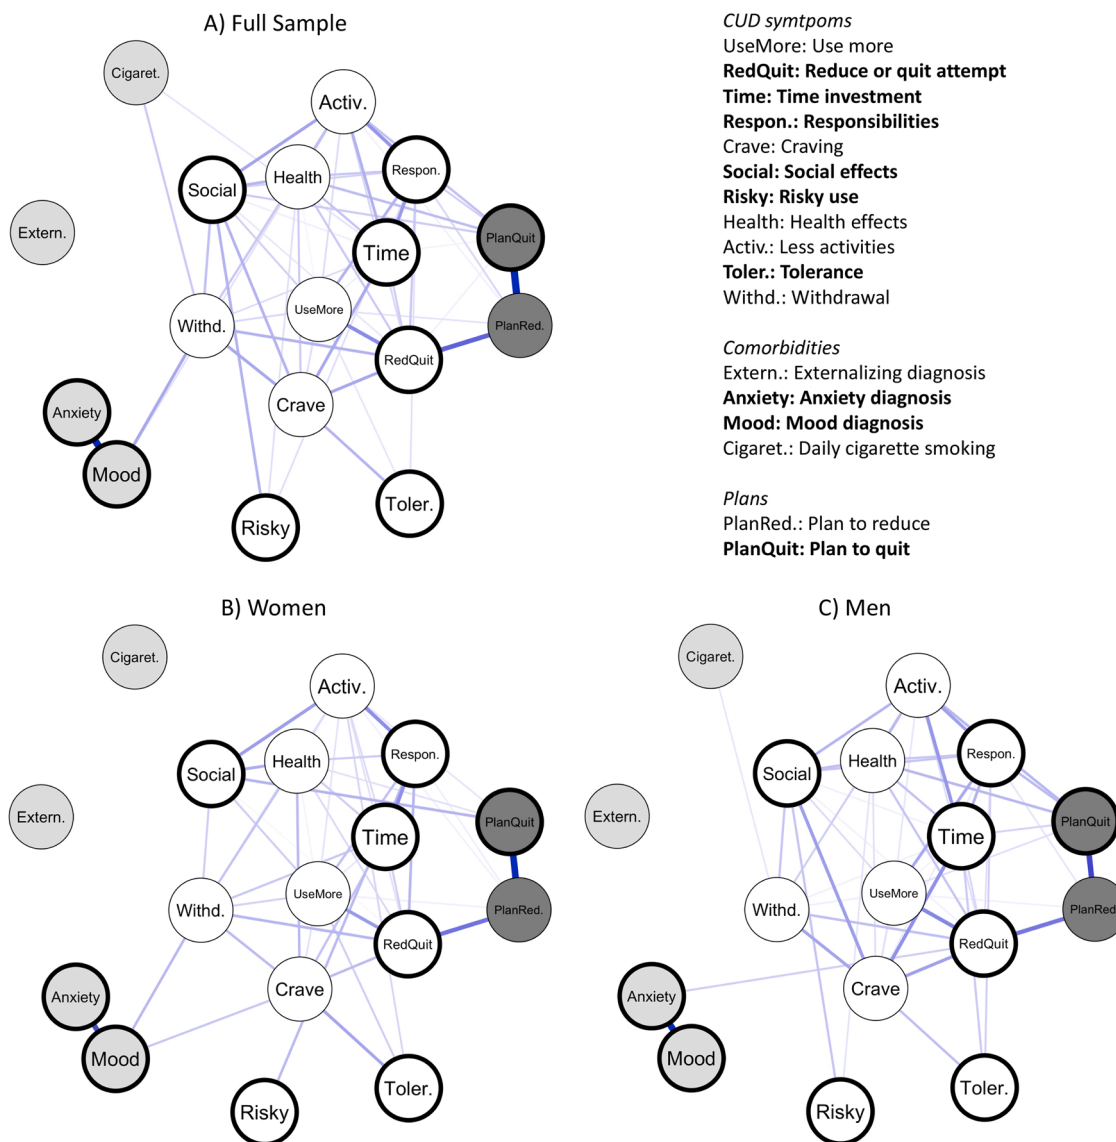 A) Full Sample
Cigaret.
Activ.
Health
Respon.
Social
Extern.
PlanQuit
Time
UseMore
Withd.
PlanRed.
RedQuit
Crave
Anxiety
Mood
Toler.
Risky
CUD symtpoms
UseMore: Use more
RedQuit: Reduce or quit attempt
Time: Time investment
Respon.: Responsibilities
Crave: Craving
Social: Social effects
Risky: Risky use
Health: Health effects
Activ.: Less activities
Toler.: Tolerance
Withd.: Withdrawal
Comorbidities
Extern.: Externalizing diagnosis
Anxiety: Anxiety diagnosis
Mood: Mood diagnosis
Cigaret.: Daily cigarette smoking
Plans
PlanRed.: Plan to reduce
PlanQuit: Plan to quit
B) Women
Cigaret.
Activ.
Respon.
Health
Social
Extern.
PlanQuit
Time
UseMore
Withd.
PlanRed.
RedQuit
Crave
Anxiety
Mood
Toler.
Risky
C) Men
Cigaret.
Activ.
Respon.
Health
Social
Extern.
PlanQuit
Time
UseMore
Withd.
PlanRed
RedQuit
Crave
Anxiety
Mood
Toler.
Risky